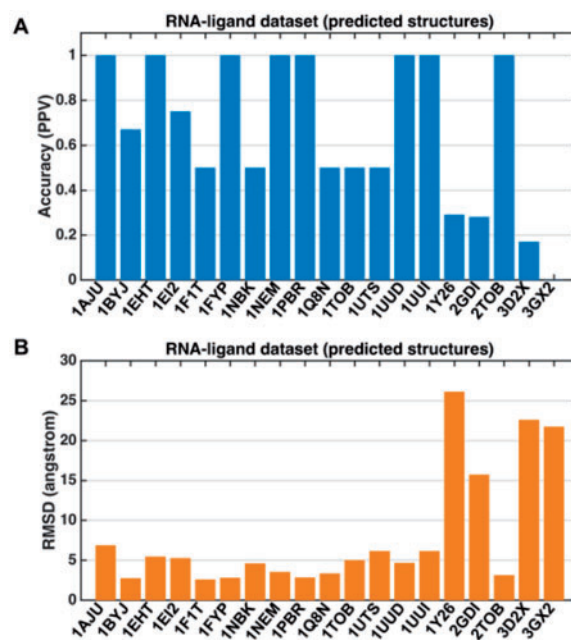 A
RNA-ligand dataset (predicted structures)
Accuracy (PPV)
1
0.8
0.6
0.4
0.2
0
1AJU 1BYJ 1EHT 1EI2 1F1T 1FYP 1NBK 1NEM 1PBR 1Q8N 1TOB 1UTS 1UUD 1UUI 1Y26 2GDI 2TOB 3D2X 3GX2
B
RNA-ligand dataset (predicted structures)
RMSD (angstrom)
30
25
20
15
10
5
0
1AJU 1BYJ 1EHT 1EI2 1F1T 1FYP 1NBK 1NEM 1PBR 1Q8N 1TOB 1UTS 1UUD 1UUI 1Y26 2GDI 2TOB 3D2X 3GX2